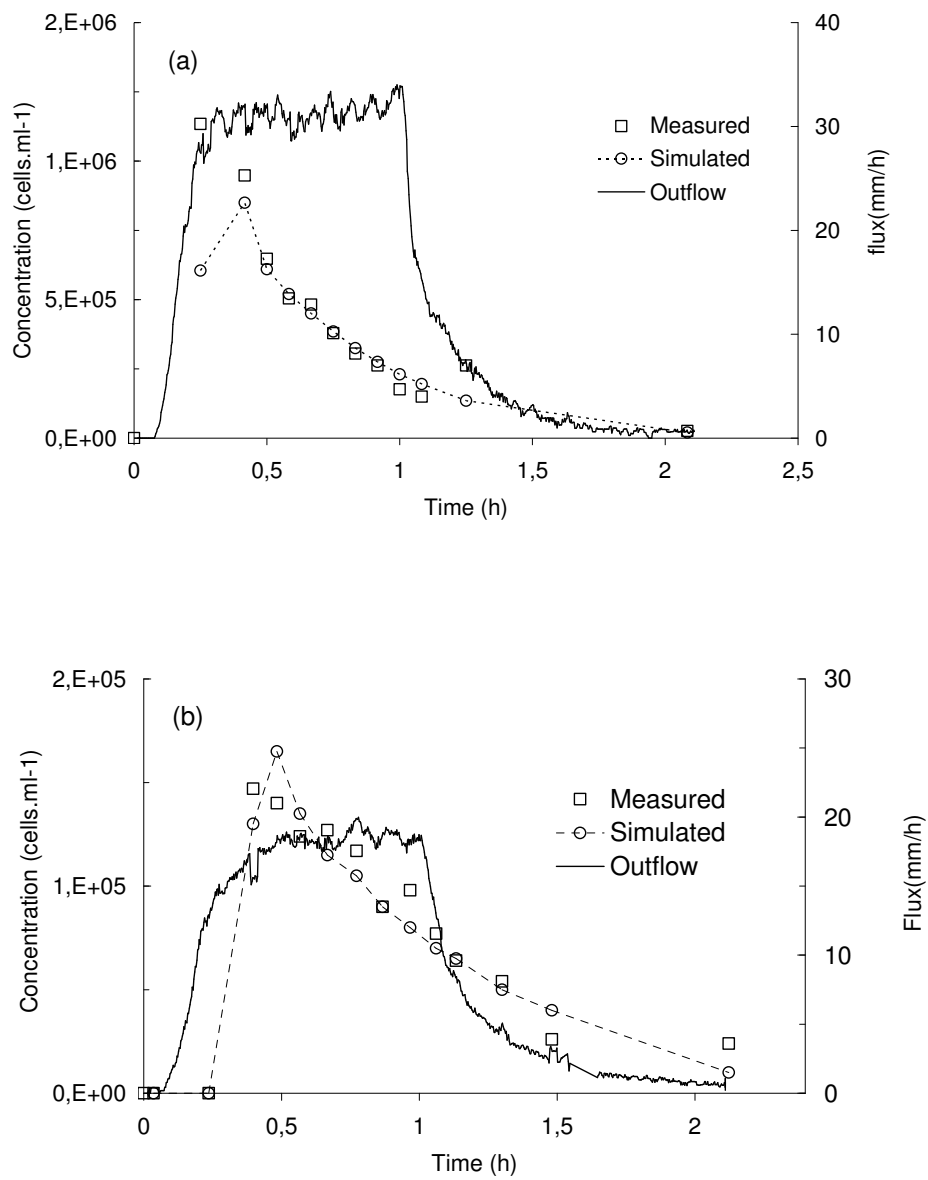 2,E+06
40
(a)
Measured
Simulated
Outflow
30
1,E+06
20
5,E+05
10
0,E+00
0
0
0,5
1
1,5
2
2,5
Time (h)
Concentration (cells.ml-1)
flux(mm/h)
2,E+05
30
(b)
Measured
Simulated
Outflow
20
1,E+05
10
0,E+00
0
0
0,5
1
1,5
2
Time (h)
Concentration (cells.ml-1)
Flux(mm/h)